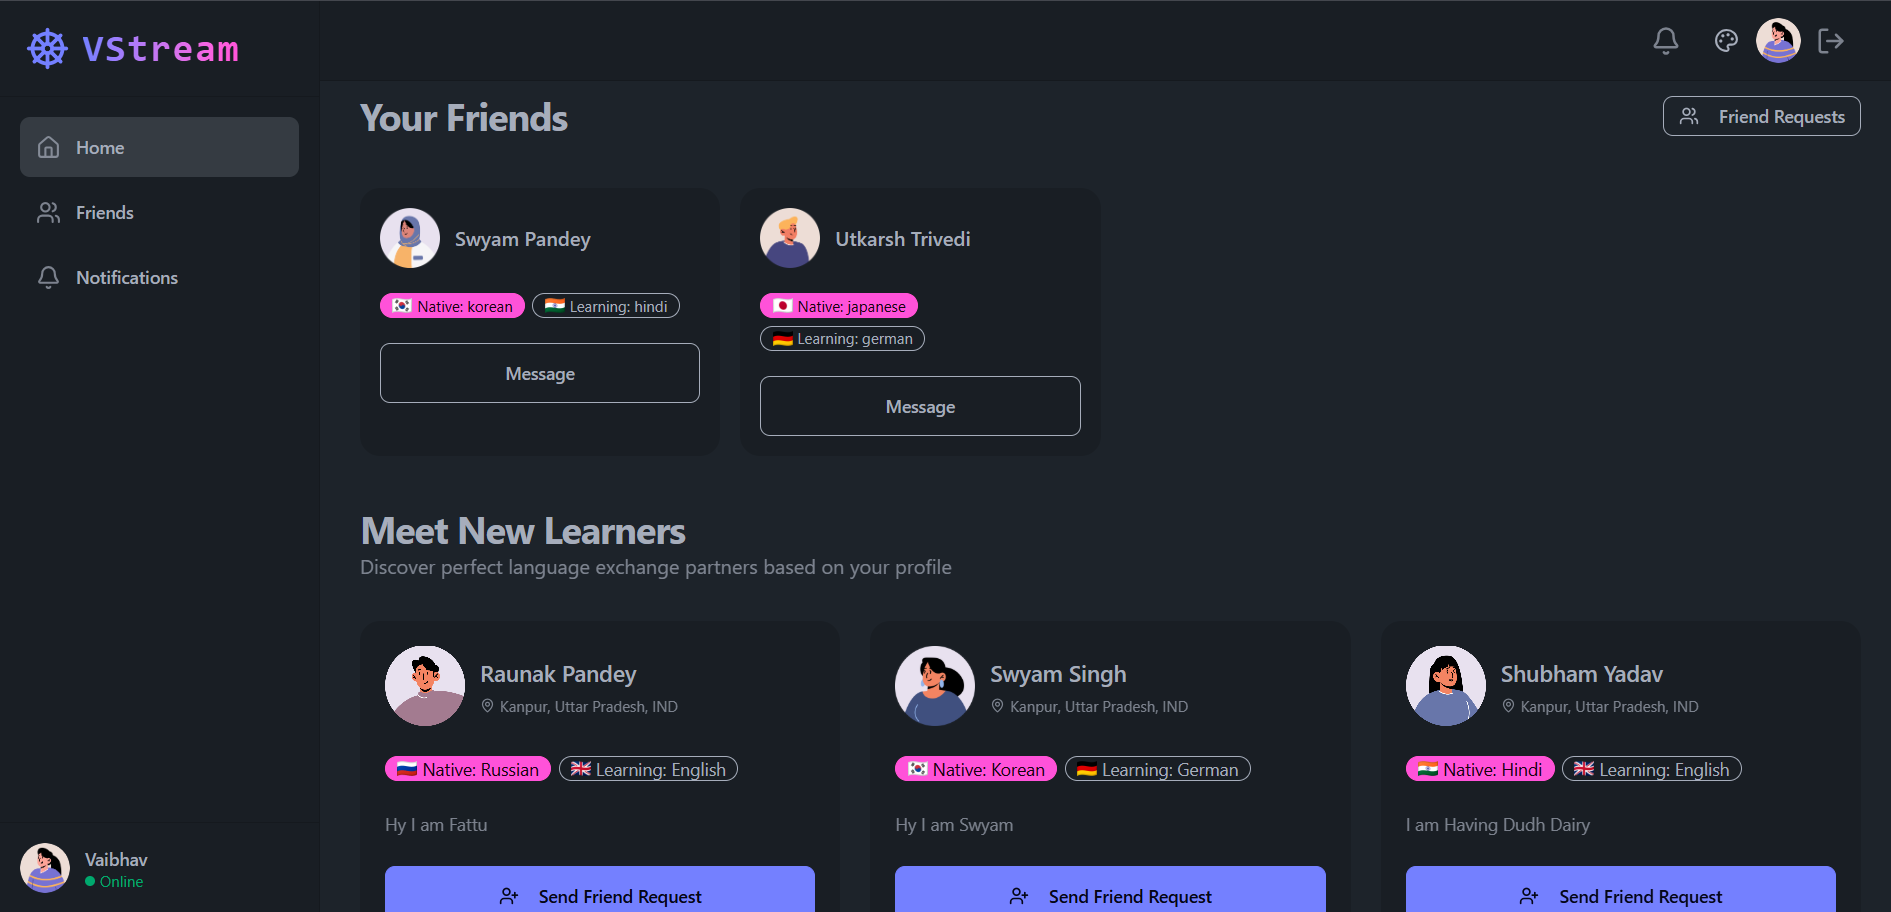 VStream
Home
Friends
Notifications
Vaibhav
Online
Your Friends
Friend Requests
Swyam Pandey
Native: korean
Learning: hindi
Message
Utkarsh Trivedi
Native: japanese
Learning: german
Message
Meet New Learners
Discover perfect language exchange partners based on your profile
Raunak Pandey
Kanpur, Uttar Pradesh, IND
Native: Russian
Learning: English
Hy I am Fattu
Send Friend Request
Swyam Singh
Kanpur, Uttar Pradesh, IND
Native: Korean
Learning: German
Hy I am Swyam
Send Friend Request
Shubham Yadav
Kanpur, Uttar Pradesh, IND
Native: Hindi
Learning: English
I am Having Dudh Dairy
Send Friend Request